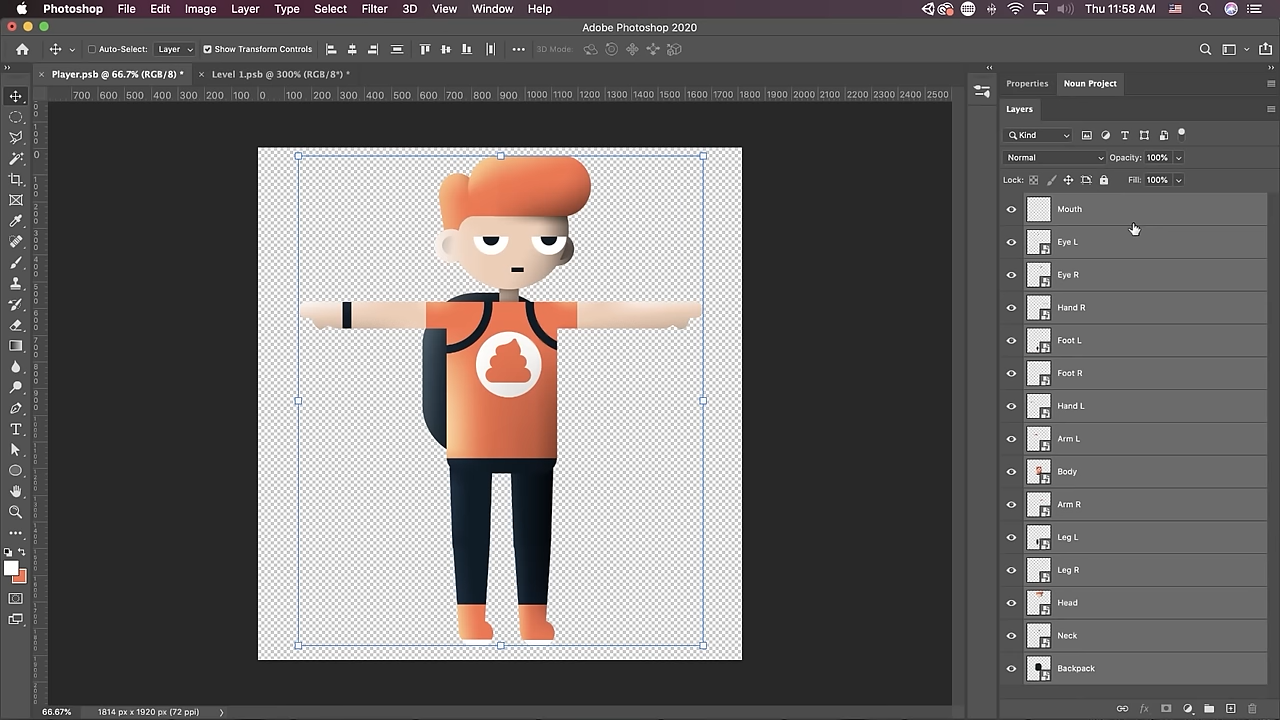 Photoshop File Edit Image Layer Type Select Filter 3D View Window Help Thu 11:58 AM
Adobe Photoshop 2020
Auto-Select: Layer Show Transform Controls 3D Mode:
Player.psb @ 66.7% (RGB/8) * Level 1.psb @ 300% (RGB/8*) *
700 600 500 400 300 200 100 0 100 200 300 400 500 600 700 800 900 1000 1100 1200 1300 1400 1500 1600 1700 1800 1900 2000 2100 2200 2300 2400 2500
Properties Noun Project
Layers
Kind
Normal Opacity: 100%
Lock: Fill: 100%
Mouth
Eye L
Eye R
Hand R
Foot L
Foot R
Hand L
Arm L
Body
Arm R
Leg L
Leg R
Head
Neck
Backpack
66.67% 1814 px x 1920 px (72 ppi)